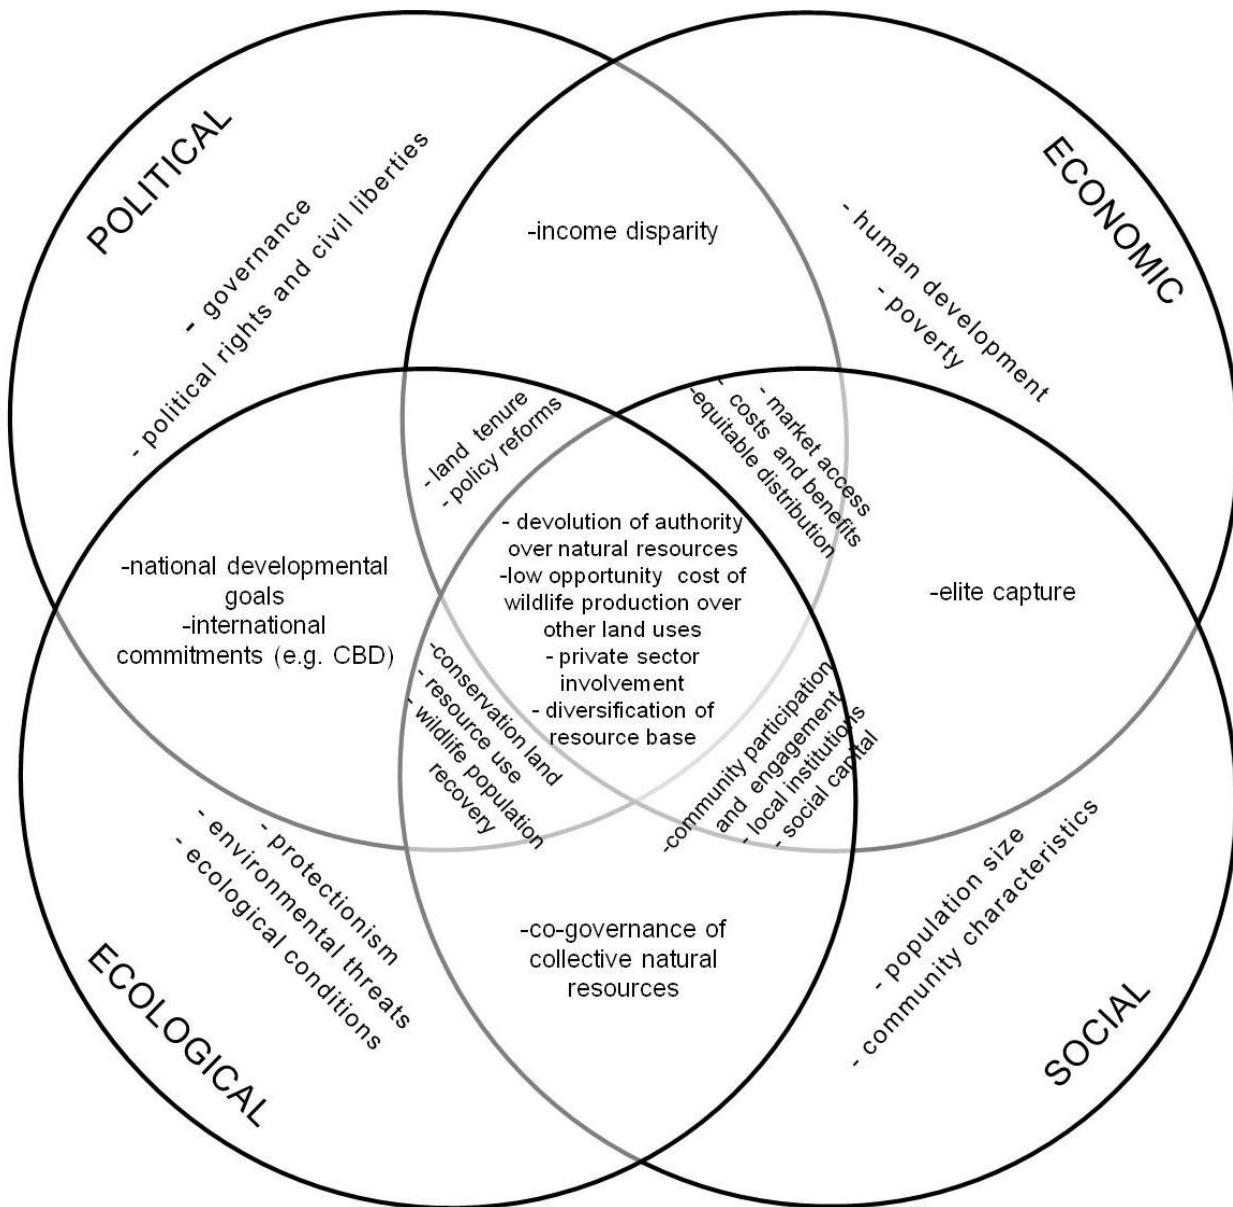 POLITICAL
- governance
- political rights and civil liberties
ECONOMIC
- human development
- poverty
-income disparity
- land tenure
- policy reforms
- market access
- costs and benefits
-equitable distribution
-national developmental
goals
-international
commitments (e.g. CBD)
- devolution of authority
over natural resources
-low opportunity cost of
wildlife production over
other land uses
- private sector
involvement
- diversification of
resource base
-elite capture
-conservation land
- resource use
- wildlife population
recovery
-community participation
and engagement
- local institutions
- social capital
- protectionism
- environmental threats
- ecological conditions
ECOLOGICAL
-co-governance of
collective natural
resources
- population size
- community characteristics
SOCIAL